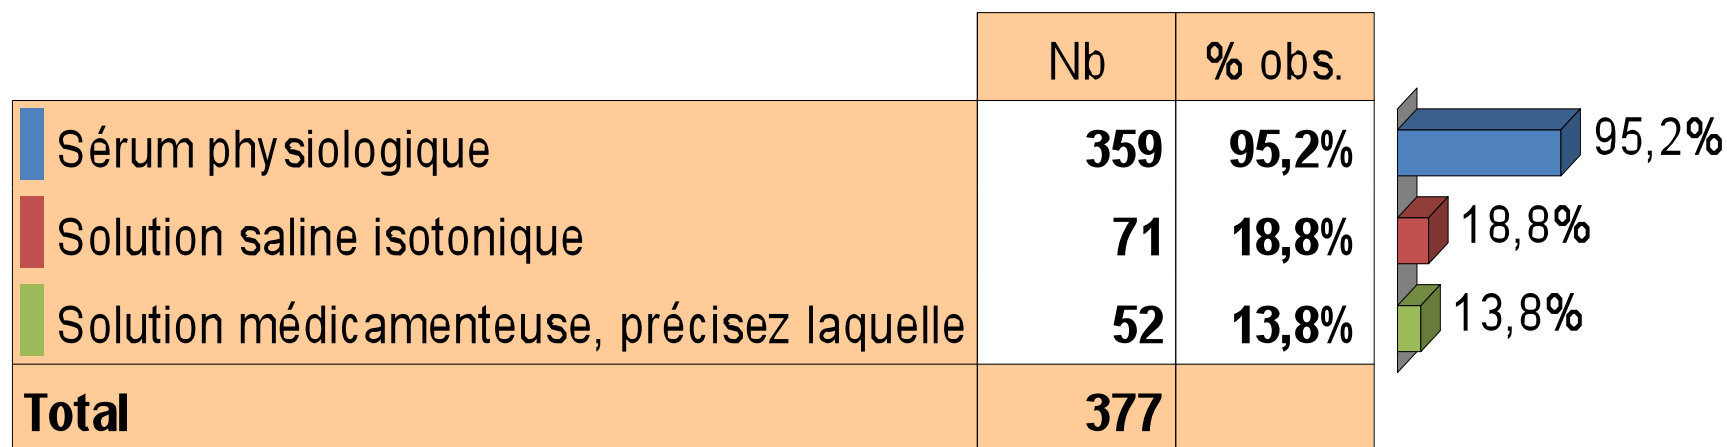 Nb % obs.
Sérum physiologique 359 95,2% 95,2%
Solution saline isotonique 71 18,8% 18,8%
Solution médicamenteuse, précisez laquelle 52 13,8% 13,8%
Total 377